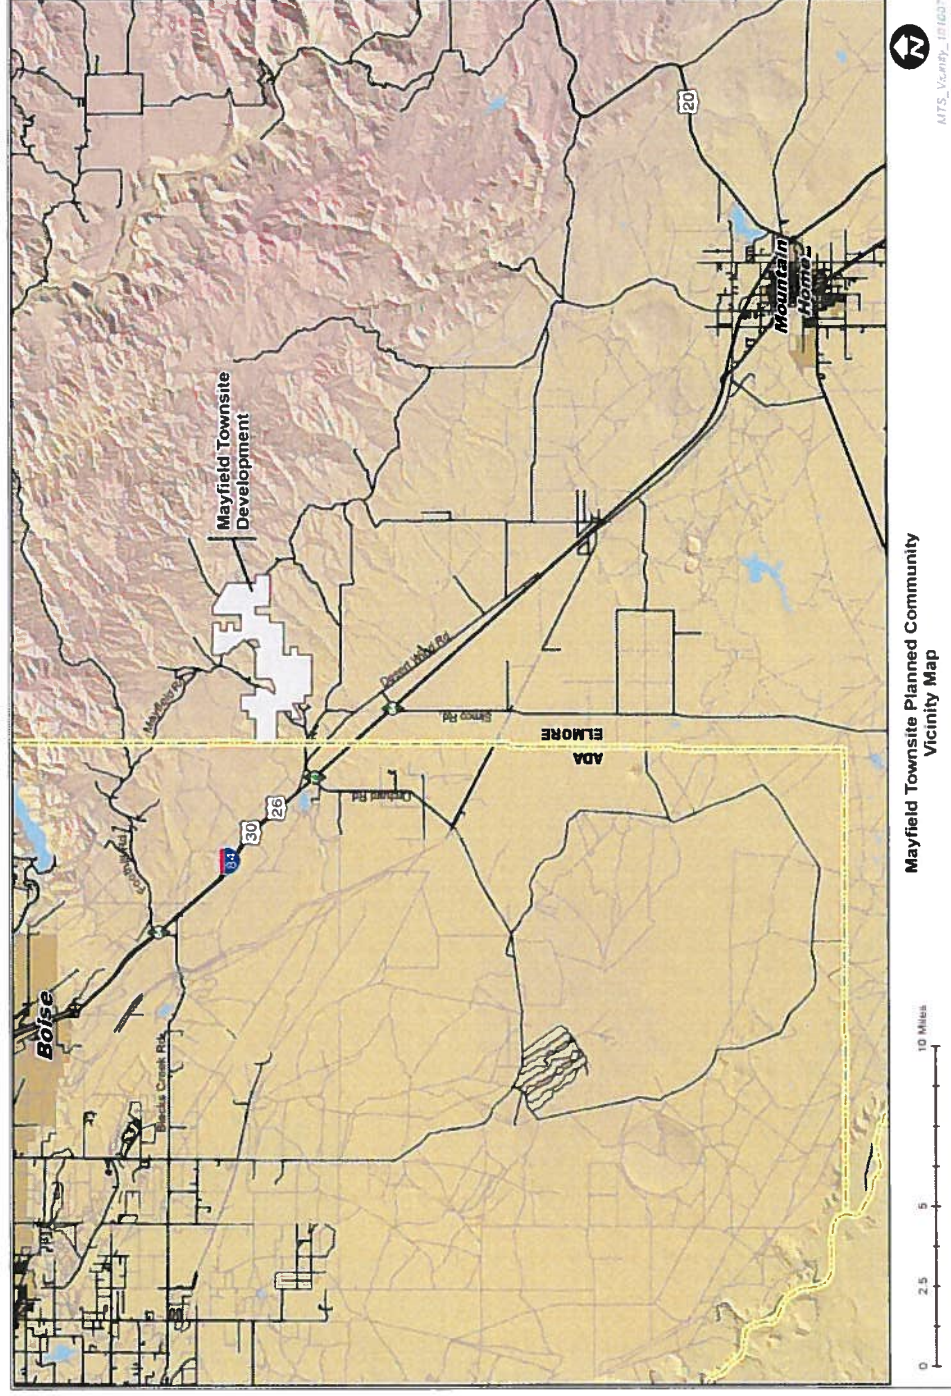 Boise
Mayfield Townsite
Development
Mayfield Rd
Blacks Creek Rd
84
30
26
Desert Wind Rd
Orchard Rd
Simco Rd
ADA
ELMORE
20
Mountain
Home
N
0
2.5
5
10 Miles
Mayfield Townsite Planned Community
Vicinity Map